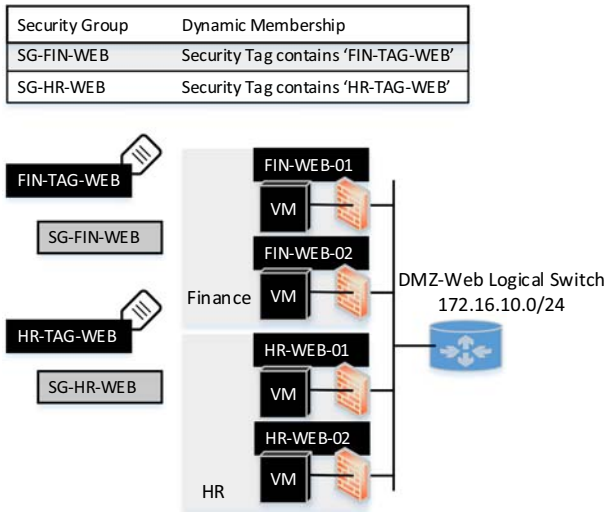 Security Group Dynamic Membership
SG-FIN-WEB Security Tag contains ‘FIN-TAG-WEB’
SG-HR-WEB Security Tag contains ‘HR-TAG-WEB’
FIN-TAG-WEB
SG-FIN-WEB
HR-TAG-WEB
SG-HR-WEB
FIN-WEB-01
VM
FIN-WEB-02
VM
Finance
HR-WEB-01
VM
HR-WEB-02
VM
HR
DMZ-Web Logical Switch
172.16.10.0/24